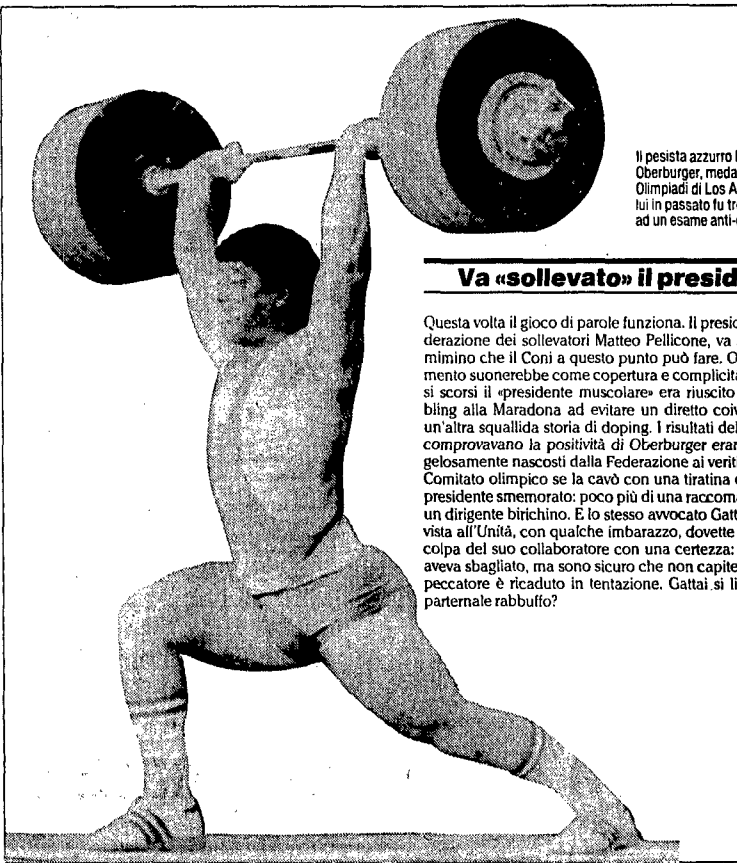 Il pesista azzurro
Oberburger, meda
Olimpiadi di Los A
lui in passato fu tr
ad un esame anti-
Va «sollevato» il presid
Questa volta il gioco di parole funziona. Il presid
derazione dei sollevatori Matteo Pellicone, va
mimino che il Coni a questo punto può fare. O
mento suonerebbe come copertura e complicità
si scorsi il «presidente muscolare» era riuscito
bling alla Maradona ad evitare un diretto coiv
un'altra squallida storia di doping. I risultati del
comprovavano la positività di Oberburger erar
gelosamente nascosti dalla Federazione ai verti
Comitato olimpico se la cavò con una tiratina
presidente smemorato: poco più di una raccoma
un dirigente birichino. E lo stesso avvocato Gatt
vista all'Unità, con qualche imbarazzo, dovette
colpa del suo collaboratore con una certezza:
aveva sbagliato, ma sono sicuro che non capite
peccatore è ricaduto in tentazione. Gattai si li
parternale rabbuffo?